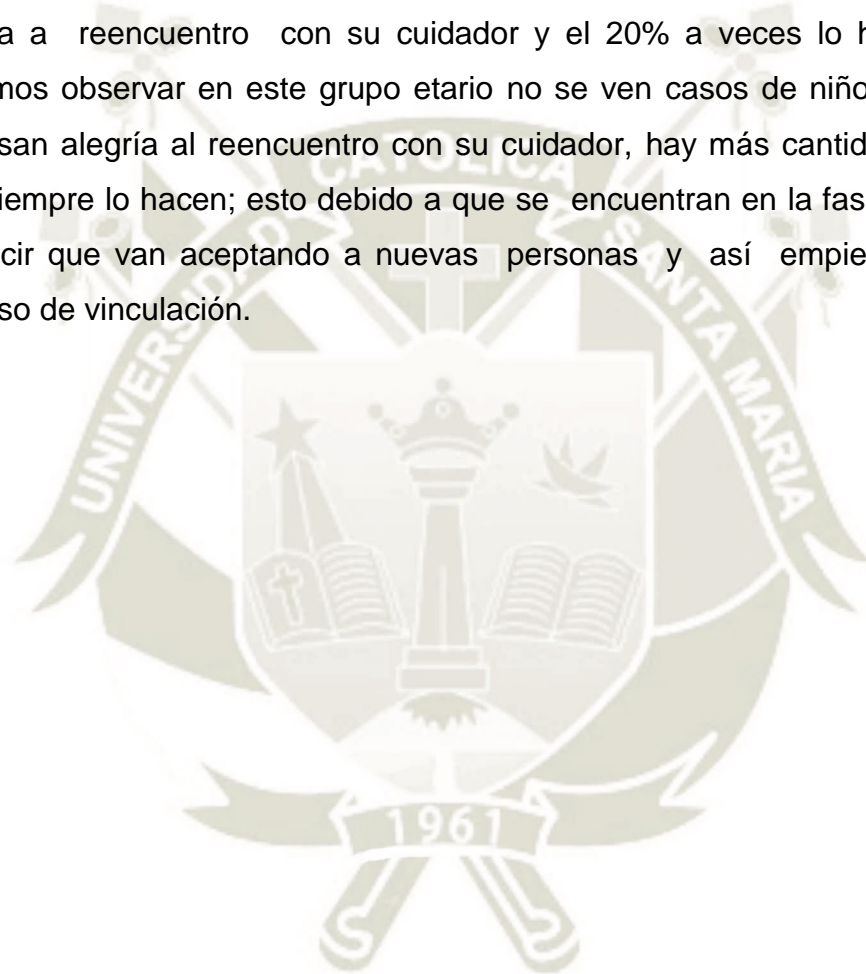 a a reencuentro con su cuidador y el 20% a veces lo h
mos observar en este grupo etario no se ven casos de niño
san alegría al reencuentro con su cuidador, hay más cantid
iempre lo hacen; esto debido a que se encuentran en la fas
cir que van aceptando a nuevas personas y así empie
so de vinculación.
UNIVERSIDAD CATOLICA SANTA MARIA
1961